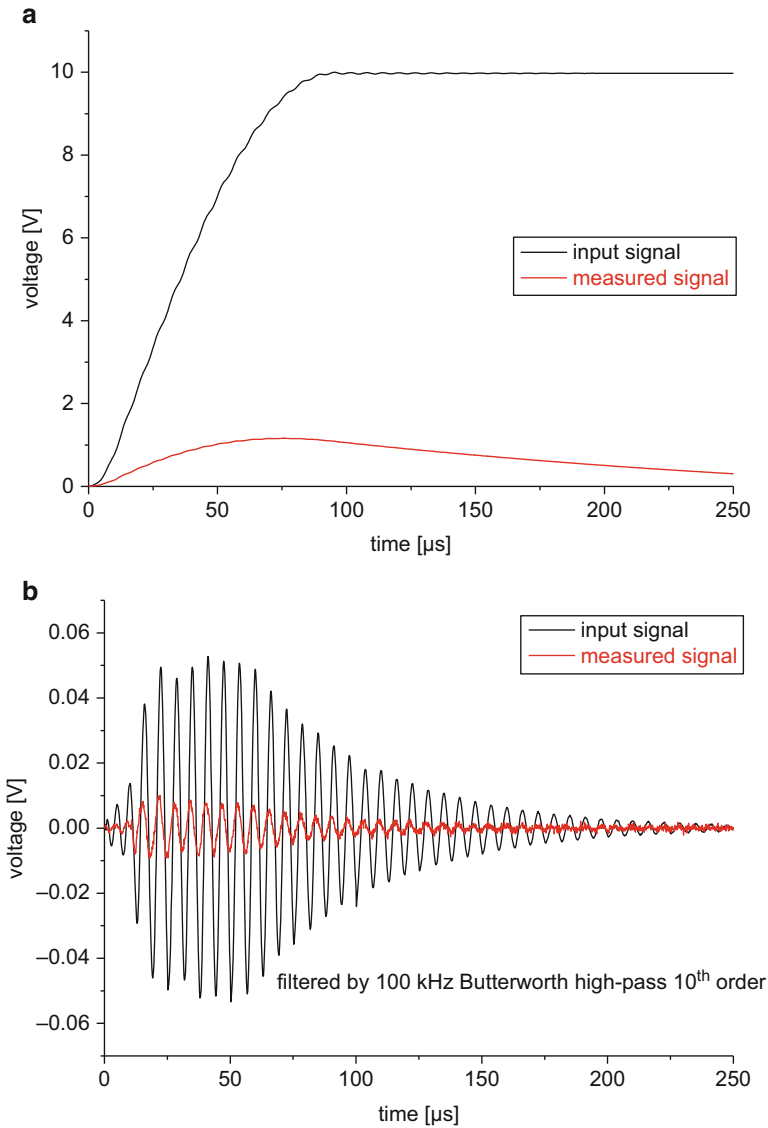 a
10
8
6
4
2
0
voltage [V]
input signal
measured signal
0
50
100
150
200
250
time [µs]
b
0.06
0.04
0.02
0.00
–0.02
–0.04
–0.06
voltage [V]
input signal
measured signal
filtered by 100 kHz Butterworth high-pass 10th order
0
50
100
150
200
250
time [µs]